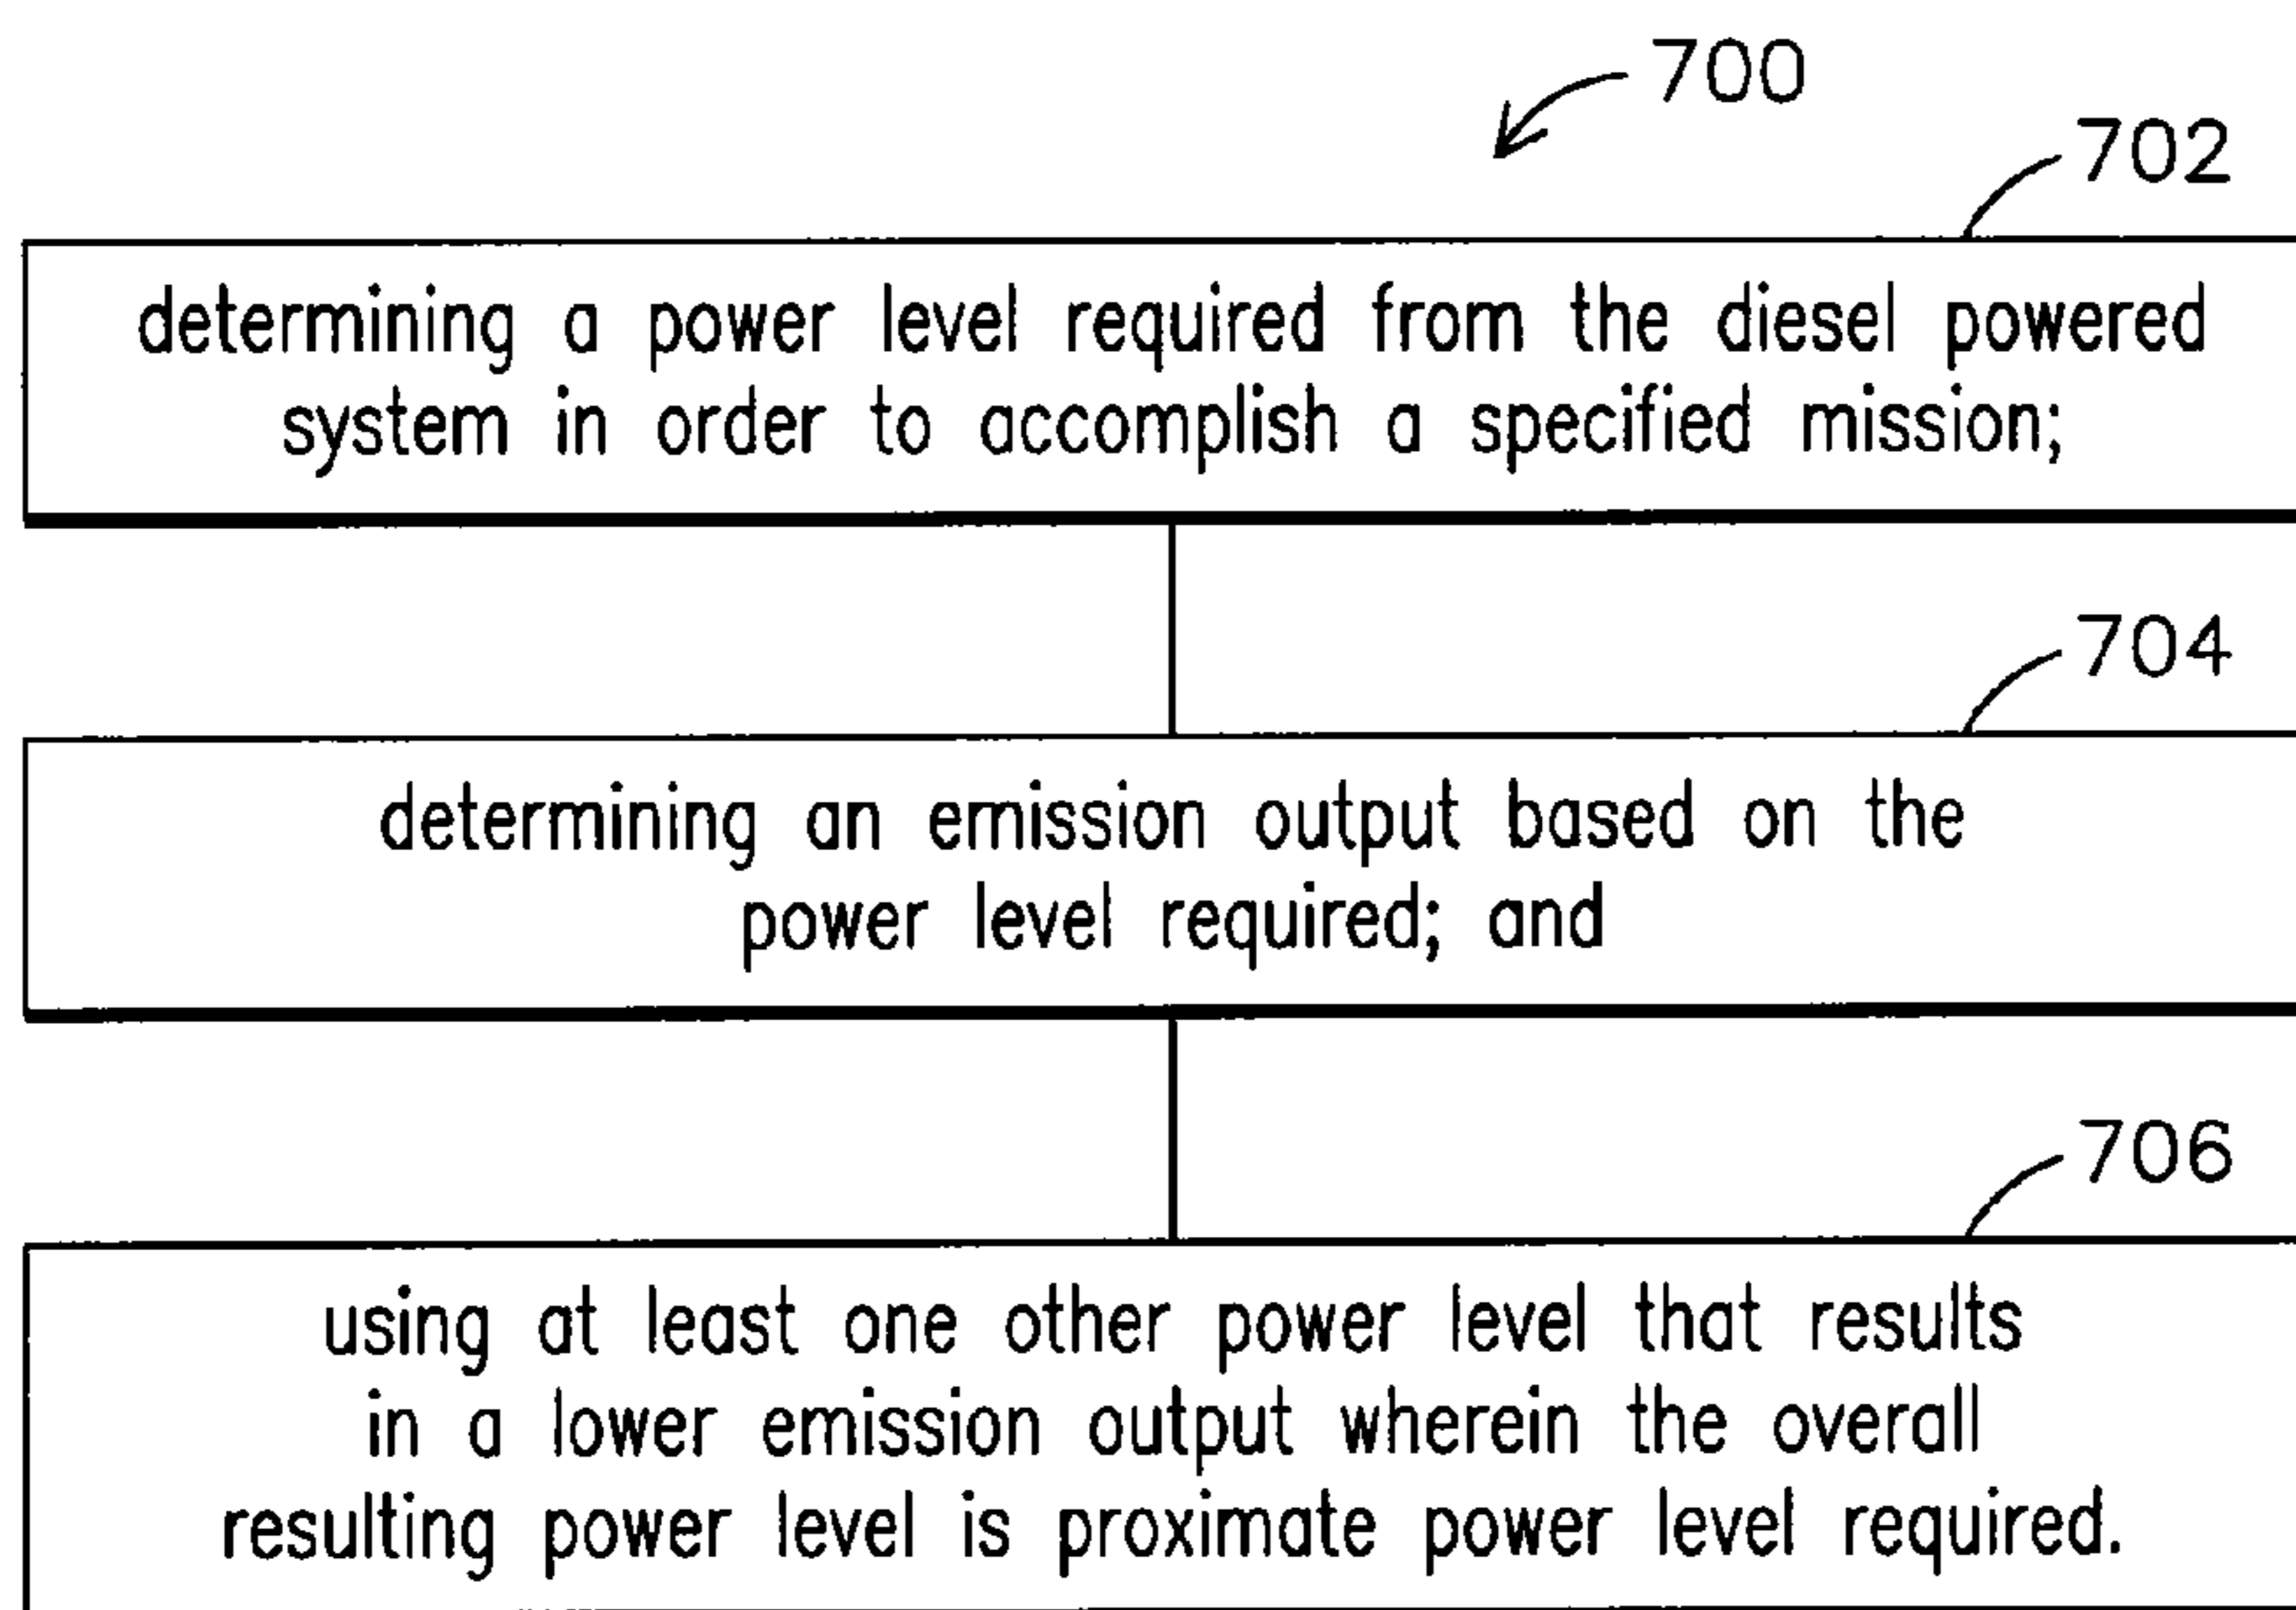 700
702
determining a power level required from the diesel powered
system in order to accomplish a specified mission;
704
determining an emission output based on the
power level required; and
706
using at least one other power level that results
in a lower emission output wherein the overall
resulting power level is proximate power level required.